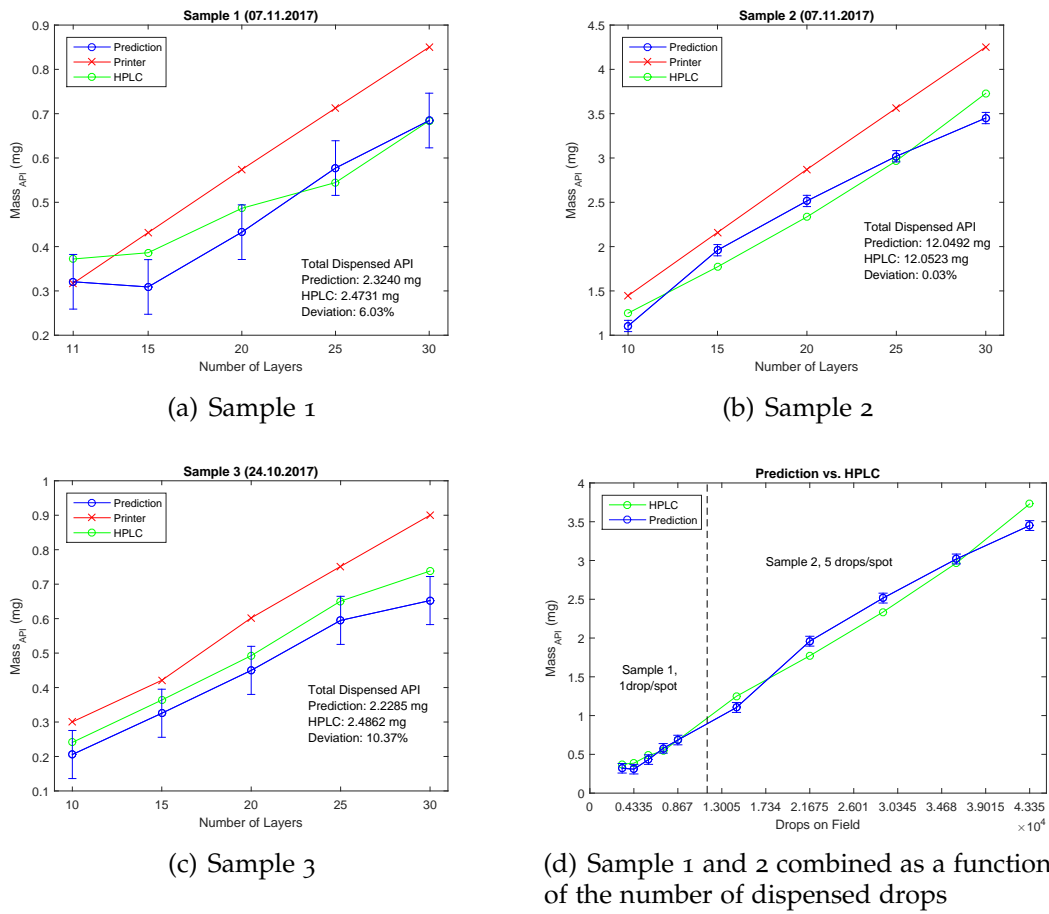 Sample 1 (07.11.2017)
0.9
0.8
0.7
0.6
0.5
0.4
0.3
0.2
Mass_API (mg)
Prediction
Printer
HPLC
Total Dispensed API
Prediction: 2.3240 mg
HPLC: 2.4731 mg
Deviation: 6.03%
11 15 20 25 30
Number of Layers
(a) Sample 1
Sample 2 (07.11.2017)
4.5
4
3.5
3
2.5
2
1.5
1
Mass_API (mg)
Prediction
Printer
HPLC
Total Dispensed API
Prediction: 12.0492 mg
HPLC: 12.0523 mg
Deviation: 0.03%
10 15 20 25 30
Number of Layers
(b) Sample 2
Sample 3 (24.10.2017)
1
0.9
0.8
0.7
0.6
0.5
0.4
0.3
0.2
0.1
Mass_API (mg)
Prediction
Printer
HPLC
Total Dispensed API
Prediction: 2.2285 mg
HPLC: 2.4862 mg
Deviation: 10.37%
10 15 20 25 30
Number of Layers
(c) Sample 3
Prediction vs. HPLC
4
3.5
3
2.5
2
1.5
1
0.5
0
Mass_API (mg)
HPLC
Prediction
Sample 2, 5 drops/spot
Sample 1,
1drop/spot
0 0.4335 0.867 1.3005 1.734 2.1675 2.601 3.0345 3.468 3.9015 4.335
Drops on Field
×10^4
(d) Sample 1 and 2 combined as a function
of the number of dispensed drops